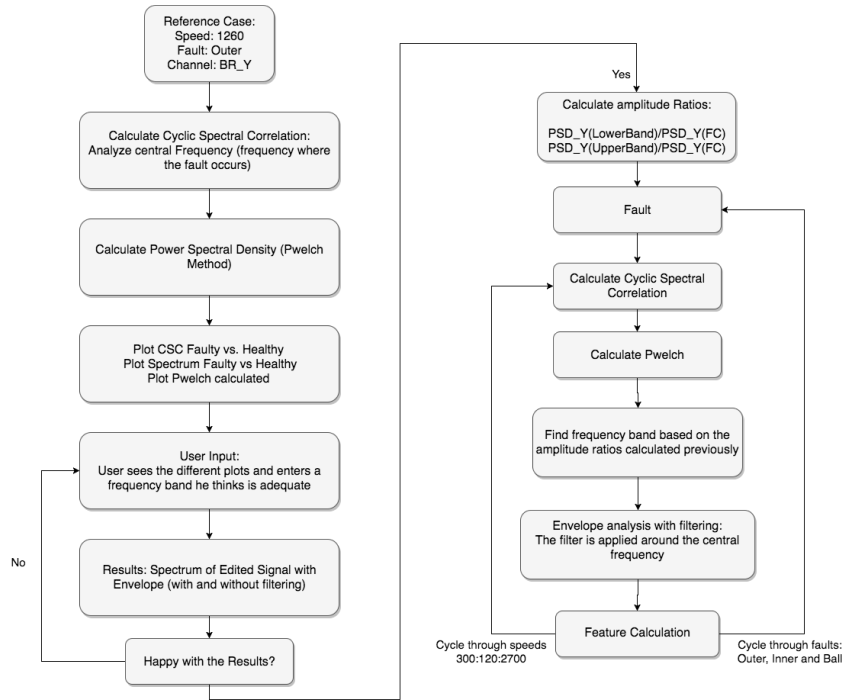 Reference Case:
Speed: 1260
Fault: Outer
Channel: BR_Y
Calculate Cyclic Spectral Correlation:
Analyze central Frequency (frequency where
the fault occurs)
Calculate Power Spectral Density (Pwelch
Method)
Plot CSC Faulty vs. Healthy
Plot Spectrum Faulty vs Healthy
Plot Pwelch calculated
User Input:
User sees the different plots and enters a
frequency band he thinks is adequate
No
Results: Spectrum of Edited Signal with
Envelope (with and without filtering)
Happy with the Results?
Yes
Calculate amplitude Ratios:
PSD_Y(LowerBand)/PSD_Y(FC)
PSD_Y(UpperBand)/PSD_Y(FC)
Fault
Calculate Cyclic Spectral
Correlation
Calculate Pwelch
Find frequency band based on the
amplitude ratios calculated previously
Envelope analysis with filtering:
The filter is applied around the central
frequency
Feature Calculation
Cycle through speeds
300:120:2700
Cycle through faults:
Outer, Inner and Ball